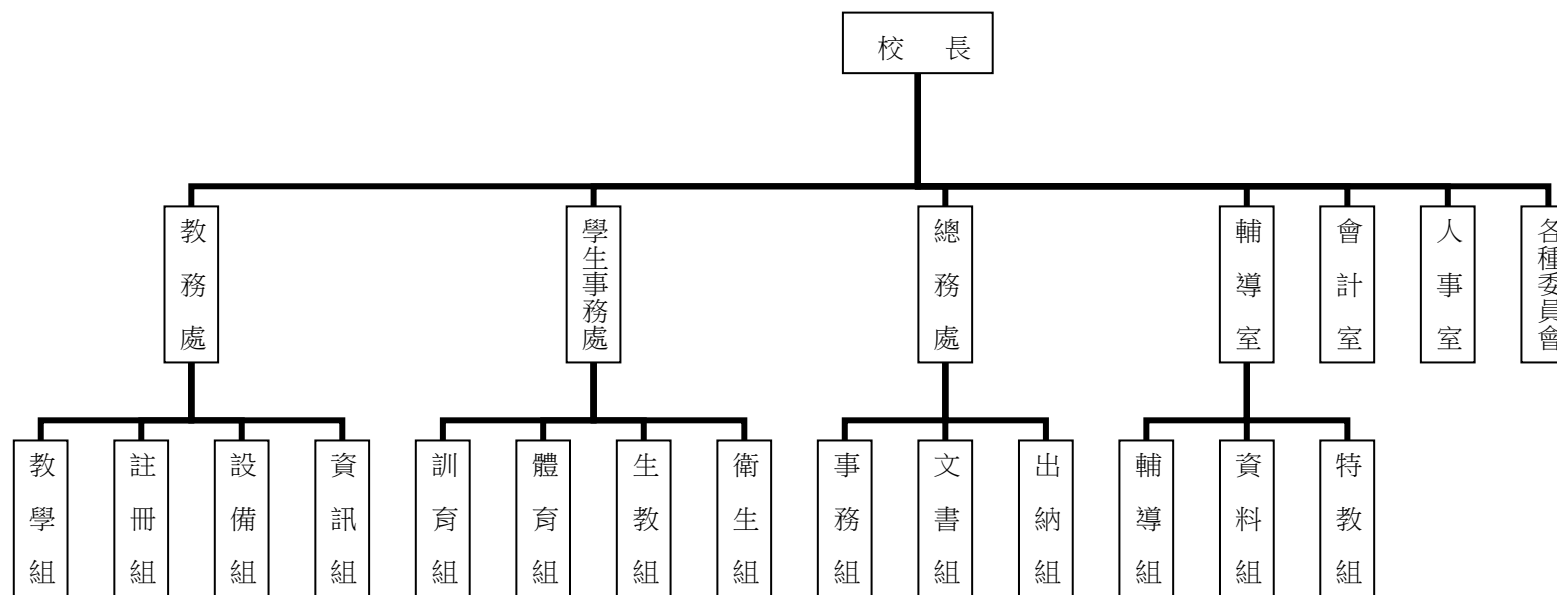 校 長
教務處
學生事務處
總務處
輔導室
會計室
人事室
各種委員會
教學組
註冊組
設備組
資訊組
訓育組
體育組
生教組
衛生組
事務組
文書組
出納組
輔導組
資料組
特教組